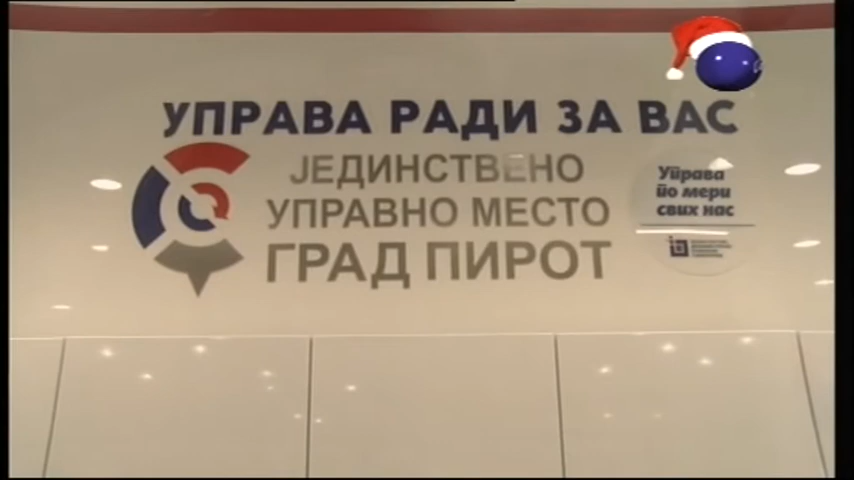 УПРАВА РАДИ ЗА ВАС
ЈЕДИНСТВЕНО
УПРАВНО МЕСТО
ГРАД ПИРОТ
Управа
по мери
свих нас